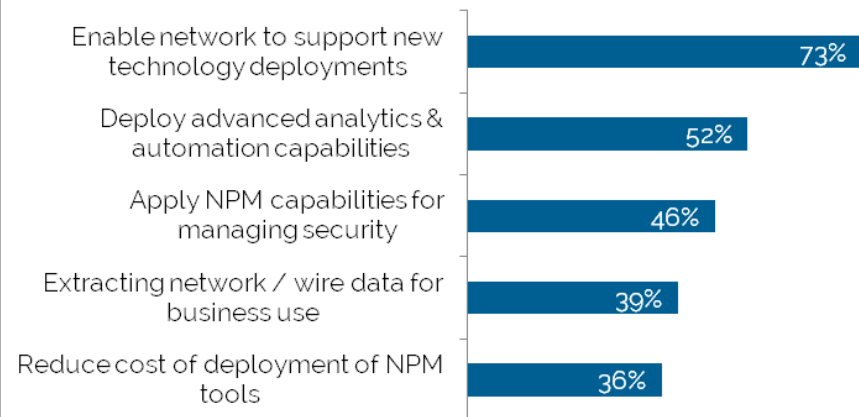 Enable network to support new
technology deployments
73%
Deploy advanced analytics &
automation capabilities
52%
Apply NPM capabilities for
managing security
46%
Extracting network / wire data for
business use
39%
Reduce cost of deployment of NPM
tools
36%